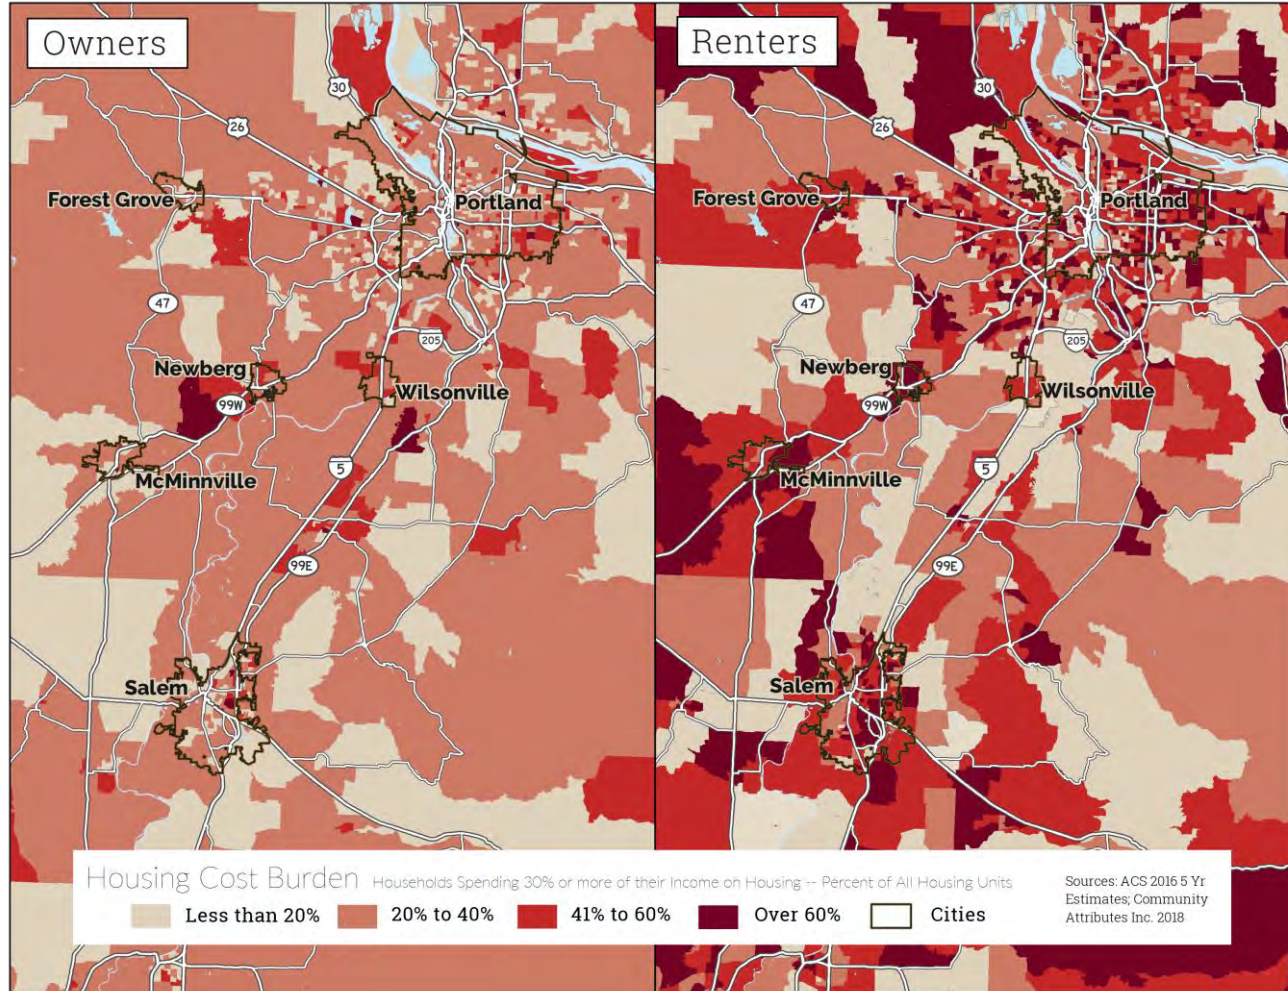 Owners
30
26
Forest Grove
Portland
47
205
Newberg
99W
Wilsonville
McMinnville
5
99E
Salem
Renters
30
26
Forest Grove
Portland
47
205
Newberg
99W
Wilsonville
McMinnville
5
99E
Salem
Housing Cost Burden Households Spending 30% or more of their Income on Housing -- Percent of All Housing Units
Less than 20% 20% to 40% 41% to 60% Over 60% Cities
Sources: ACS 2016 5 Yr
Estimates; Community
Attributes Inc. 2018